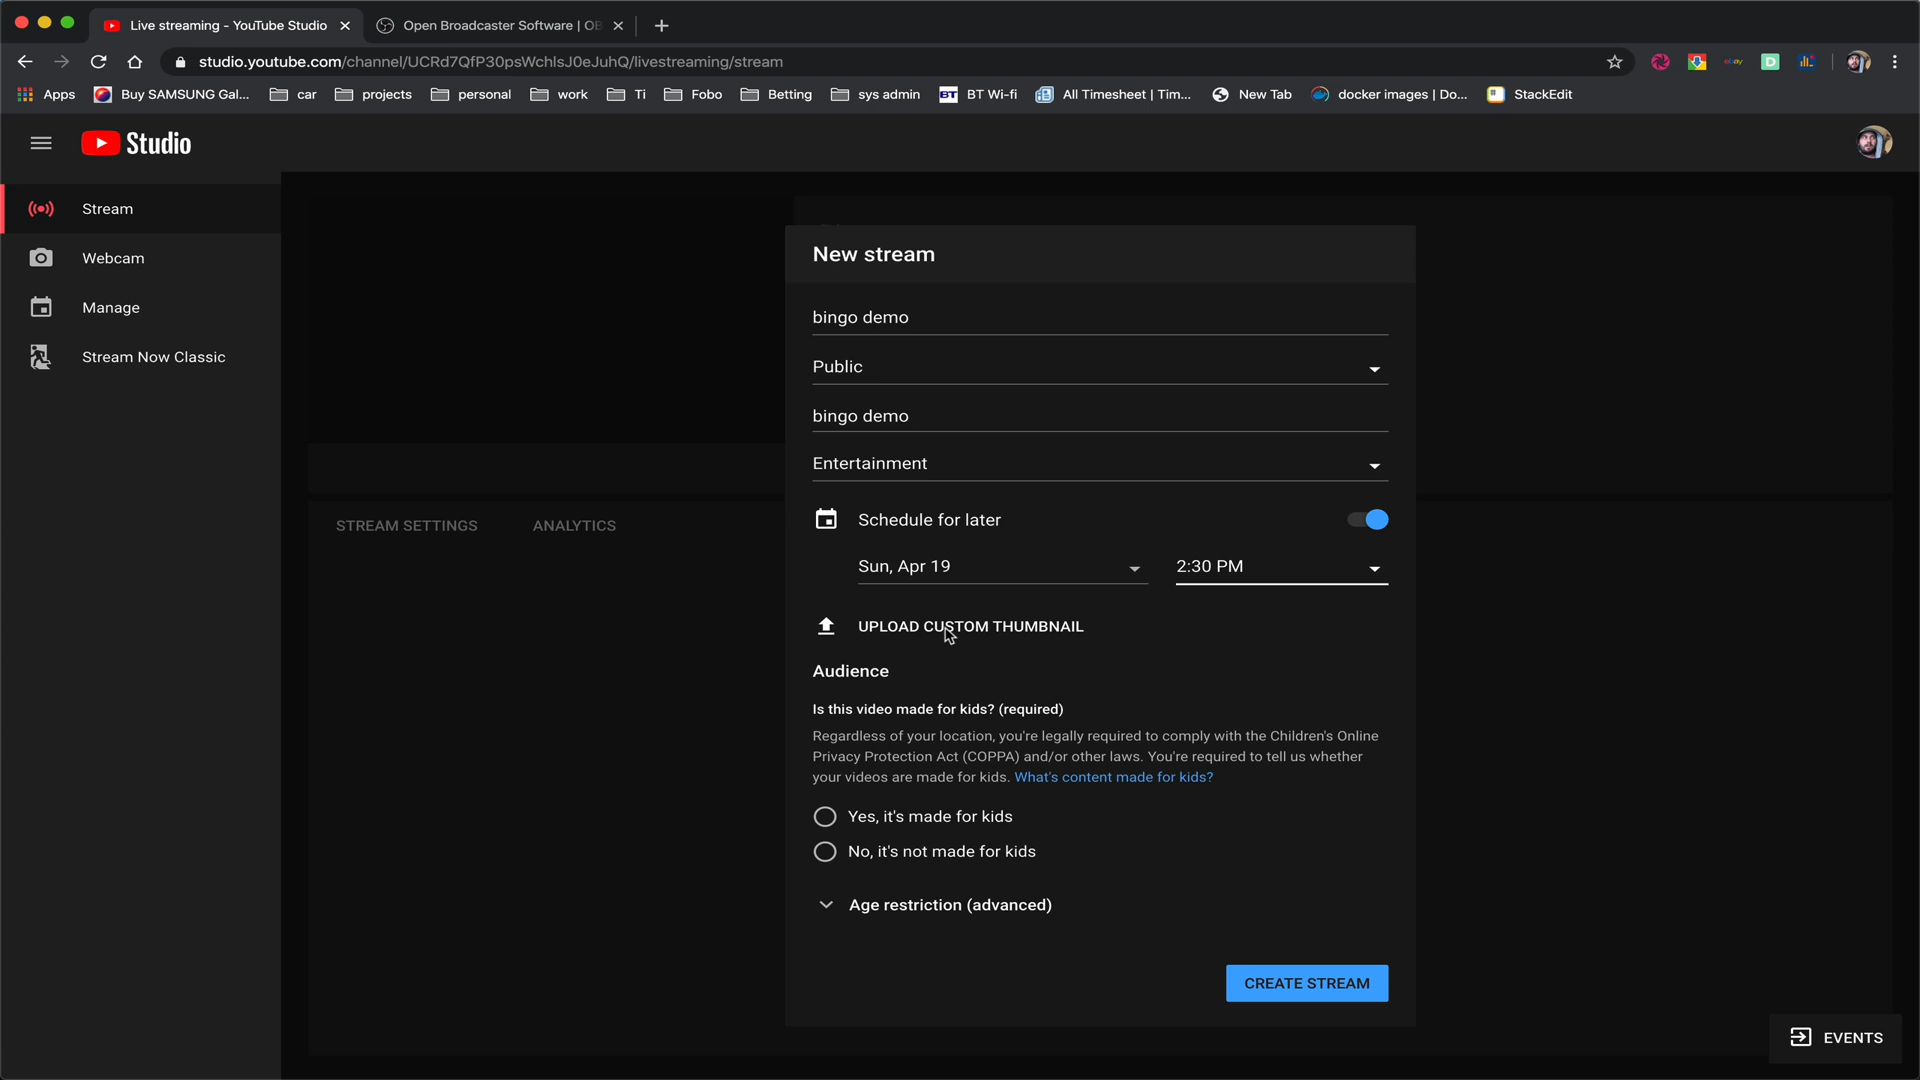 Live streaming - YouTube Studio
Open Broadcaster Software | OB
studio.youtube.com/channel/UCRd7QfP30psWchlsJ0eJuhQ/livestreaming/stream
Apps
Buy SAMSUNG Gal...
car
projects
personal
work
Ti
Fobo
Betting
sys admin
BT BT Wi-fi
All Timesheet | Tim...
New Tab
docker images | Do...
StackEdit
Studio
Stream
Webcam
Manage
Stream Now Classic
STREAM SETTINGS
ANALYTICS
New stream
bingo demo
Public
bingo demo
Entertainment
Schedule for later
Sun, Apr 19
2:30 PM
UPLOAD CUSTOM THUMBNAIL
Audience
Is this video made for kids? (required)
Regardless of your location, you're legally required to comply with the Children's Online
Privacy Protection Act (COPPA) and/or other laws. You're required to tell us whether
your videos are made for kids. What's content made for kids?
Yes, it's made for kids
No, it's not made for kids
Age restriction (advanced)
CREATE STREAM
EVENTS